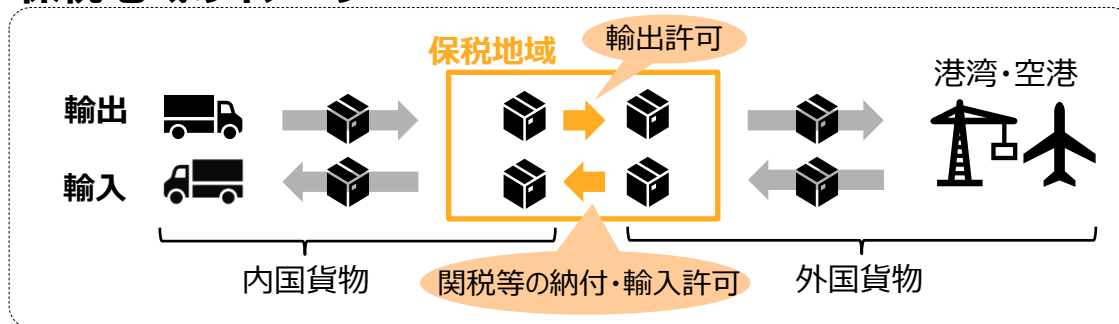 保税地域
輸出許可
港湾・空港
輸出
輸入
内国貨物
関税等の納付・輸入許可
外国貨物